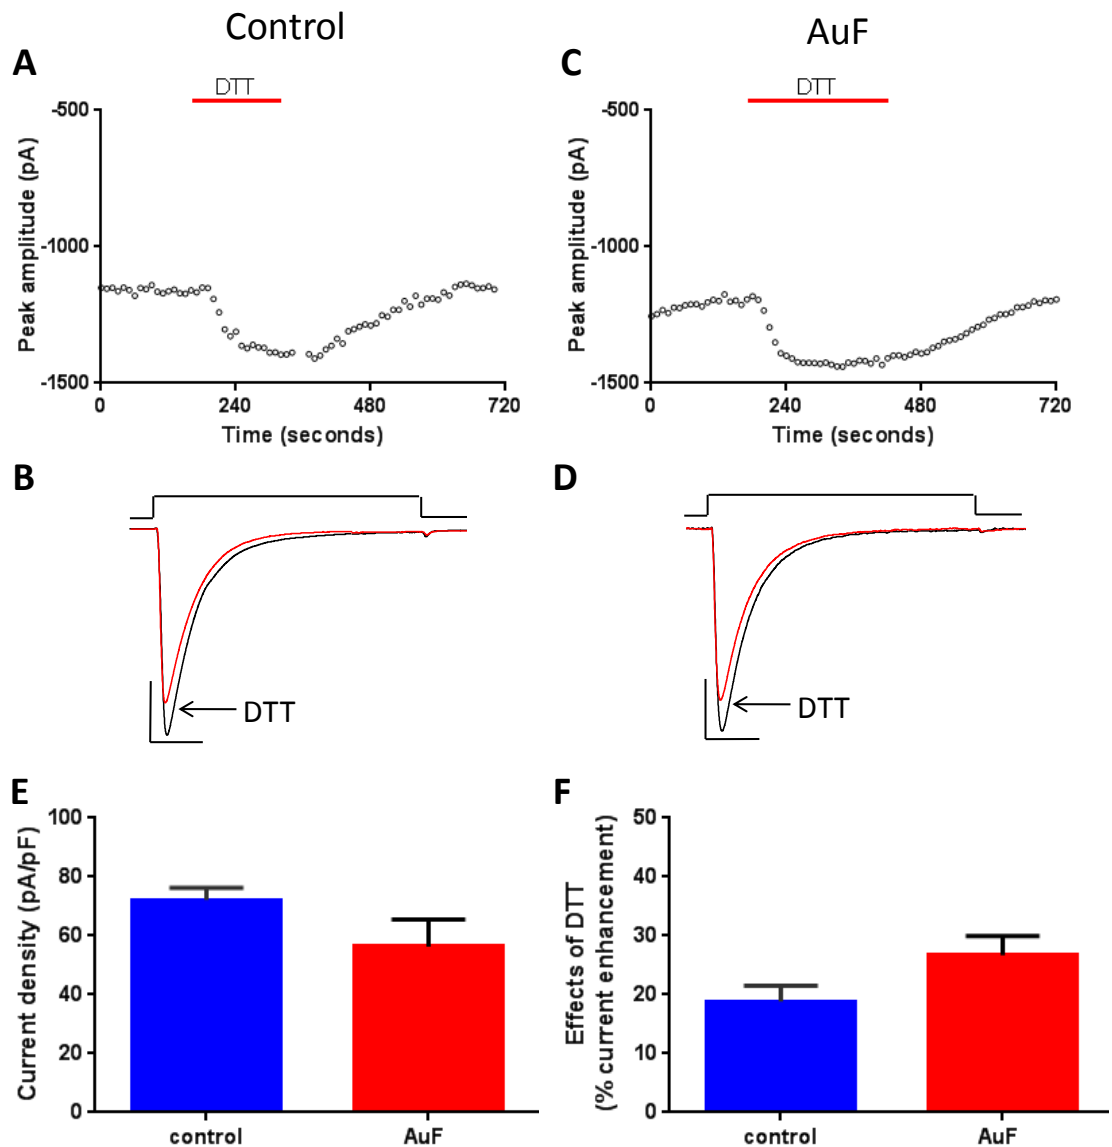 Control
AuF
A
DTT
-500
-1000
-1500
Peak amplitude (pA)
0
240
480
720
Time (seconds)
C
DTT
-500
-1000
-1500
Peak amplitude (pA)
0
240
480
720
Time (seconds)
B
DTT
D
DTT
E
100
80
60
40
20
0
Current density (pA/pF)
control
AuF
F
50
40
30
20
10
0
Effects of DTT
(% current enhancement)
control
AuF